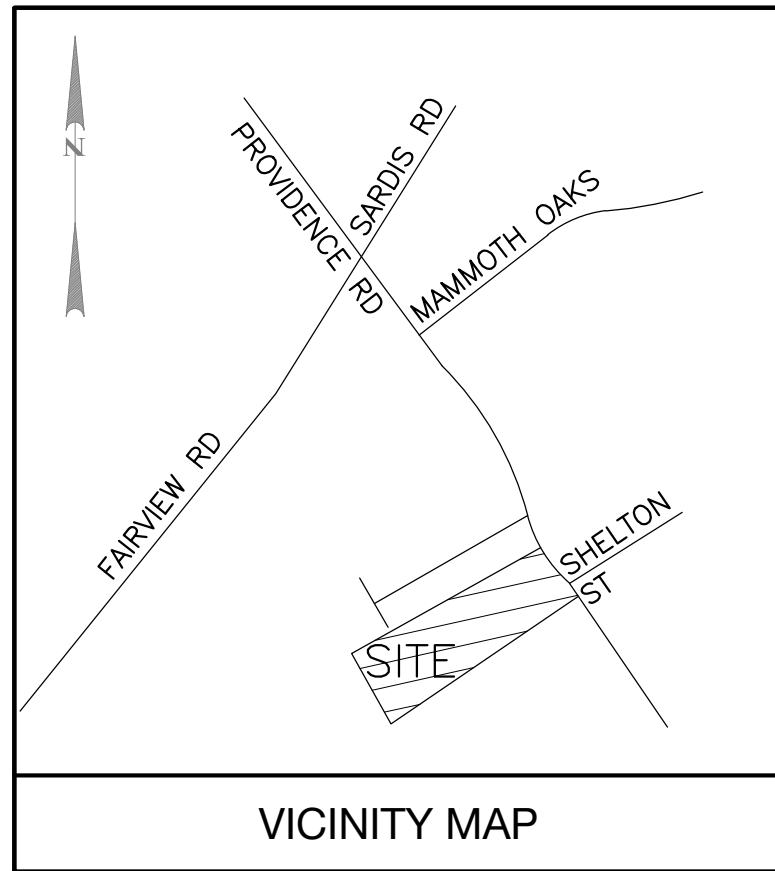 N
PROVIDENCE RD
SARDIS RD
MAMMOTH OAKS
FAIRVIEW RD
SHELTON
ST
SITE
VICINITY MAP